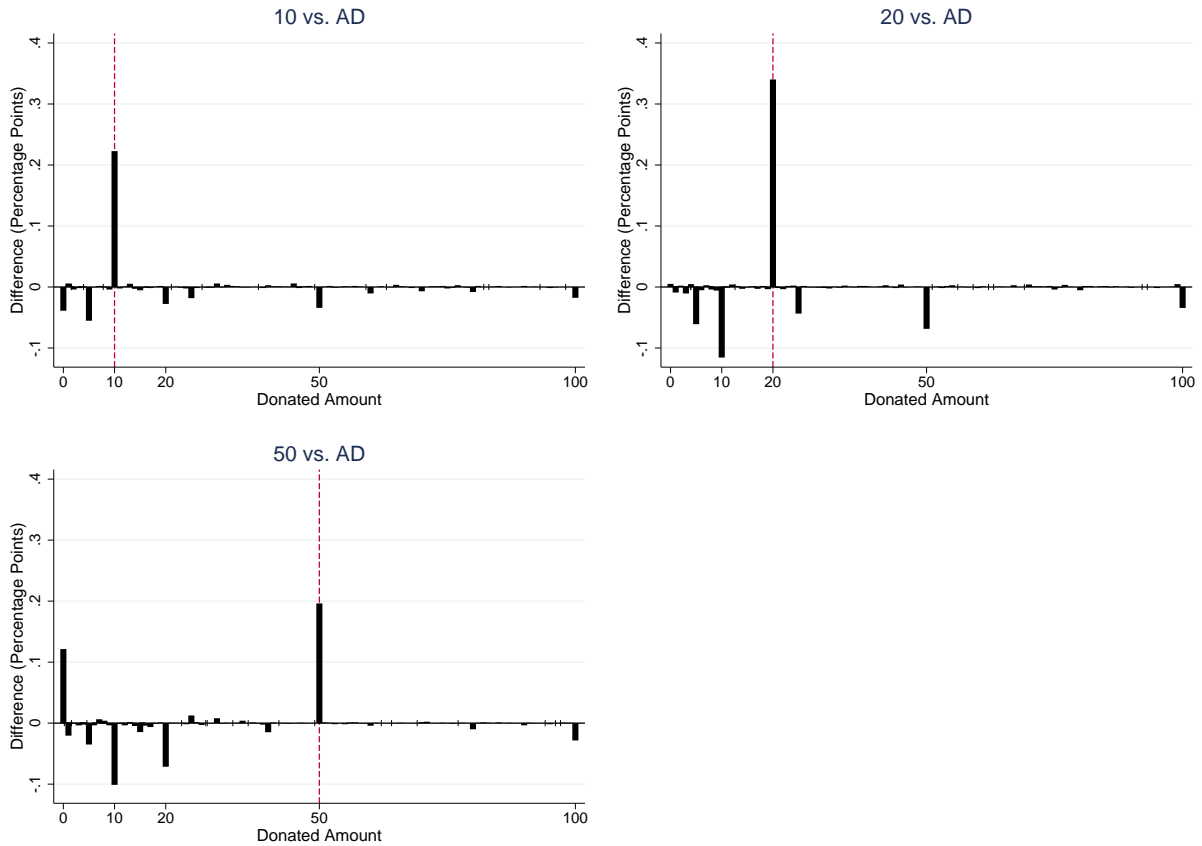 10 vs. AD
Difference (Percentage Points)
.4
.3
.2
.1
0
-.1
0 10 20 50 100
Donated Amount
20 vs. AD
Difference (Percentage Points)
.4
.3
.2
.1
0
-.1
0 10 20 50 100
Donated Amount
50 vs. AD
Difference (Percentage Points)
.4
.3
.2
.1
0
-.1
0 10 20 50 100
Donated Amount